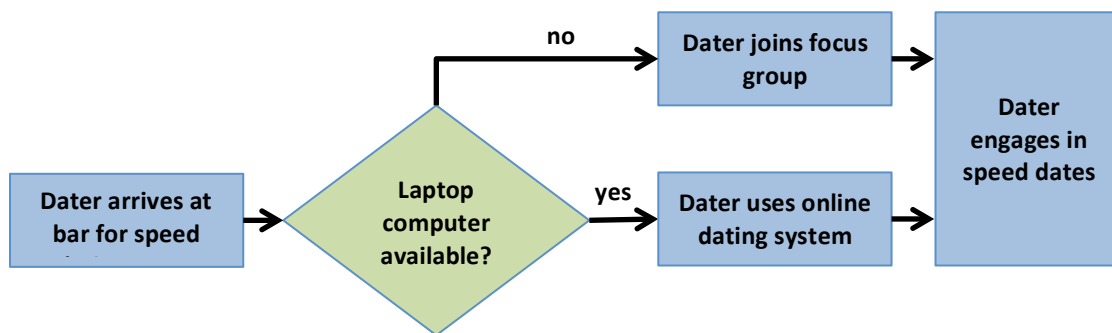 Dater arrives at
bar for speed
Laptop
computer
available?
no
Dater joins focus
group
yes
Dater uses online
dating system
Dater
engages in
speed dates